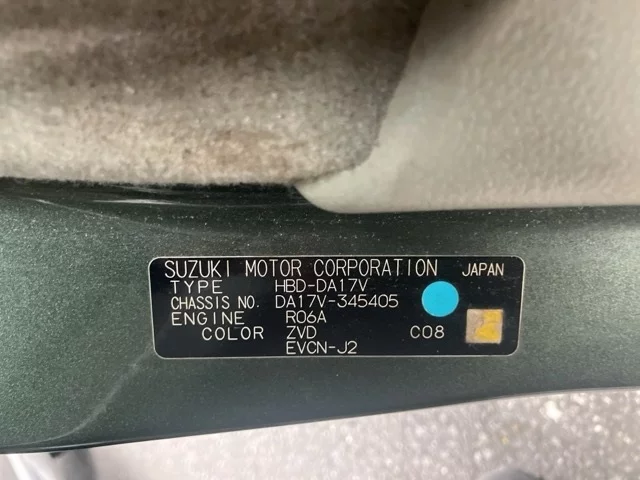 SUZUKI MOTOR CORPORATION JAPAN
TYPE HBD-DA17V
CHASSIS NO. DA17V-345405
ENGINE R06A
COLOR ZVD C08
EVCN-J2